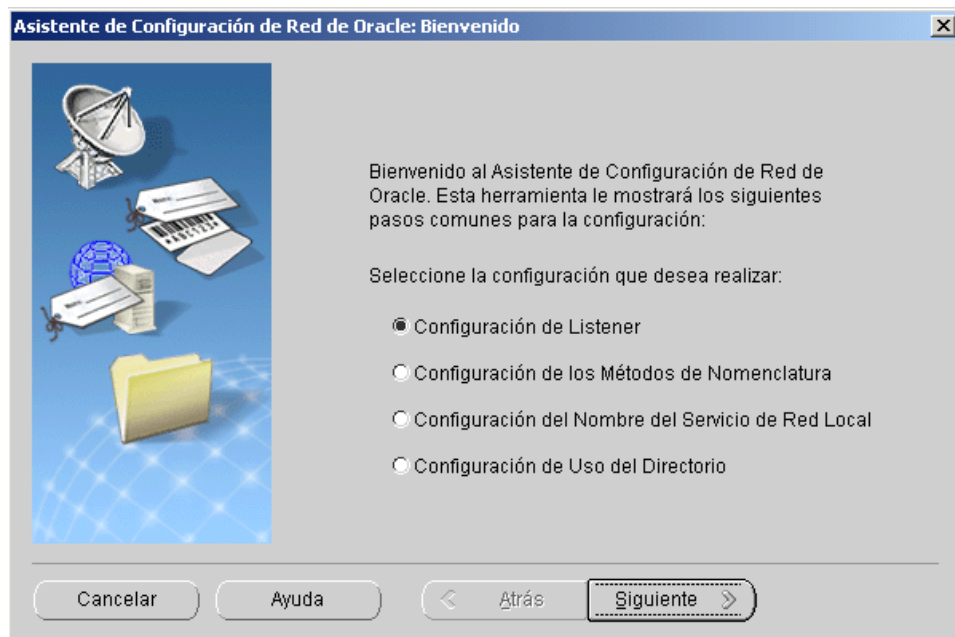 Asistente de Configuración de Red de Oracle: Bienvenido
Bienvenido al Asistente de Configuración de Red de
Oracle. Esta herramienta le mostrará los siguientes
pasos comunes para la configuración:
Seleccione la configuración que desea realizar:
Configuración de Listener
Configuración de los Métodos de Nomenclatura
Configuración del Nombre del Servicio de Red Local
Configuración de Uso del Directorio
Cancelar
Ayuda
Atrás
Siguiente